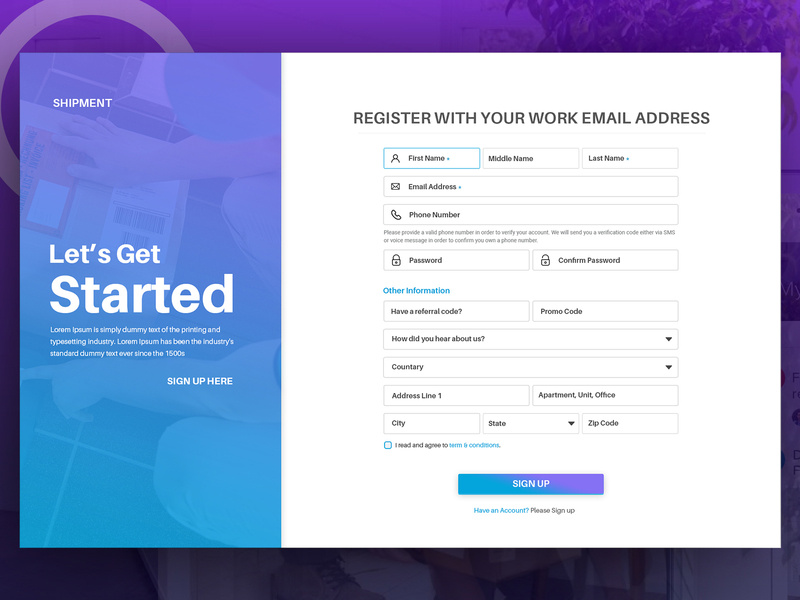 SHIPMENT
Let's Get
Started
Lorem Ipsum is simply dummy text of the printing and
typesetting industry. Lorem Ipsum has been the industry's
standard dummy text ever since the 1500s
SIGN UP HERE
REGISTER WITH YOUR WORK EMAIL ADDRESS
First Name *
Middle Name
Last Name *
Email Address *
Phone Number
Please provide a valid phone number in order to verify your account. We will send you a verification code either via SMS
or voice message in order to confirm you own a phone number.
Password
Confirm Password
Other Information
Have a referral code?
Promo Code
How did you hear about us?
Countary
Address Line 1
Apartment, Unit, Office
City
State
Zip Code
I read and agree to term & conditions.
SIGN UP
Have an Account? Please Sign up
My